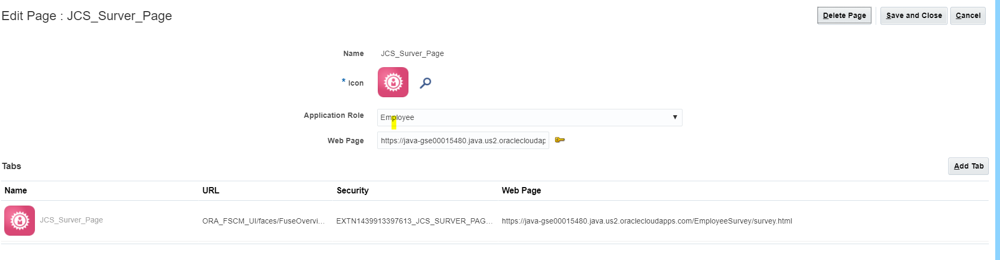 Edit Page : JCS_Surver_Page
Delete Page Save and Close Cancel
Name JCS_Surver_Page
* Icon
Application Role Employee
Web Page https://java-gse00015480.java.us2.oraclecloudap
Tabs
Add Tab
Name URL Security Web Page
JCS_Surver_Page ORA_FSCM_UI/faces/FuseOvervi... EXTN1439913397613_JCS_SURVER_PAG... https://java-gse00015480.java.us2.oraclecloudapps.com/EmployeeSurvey/survey.html